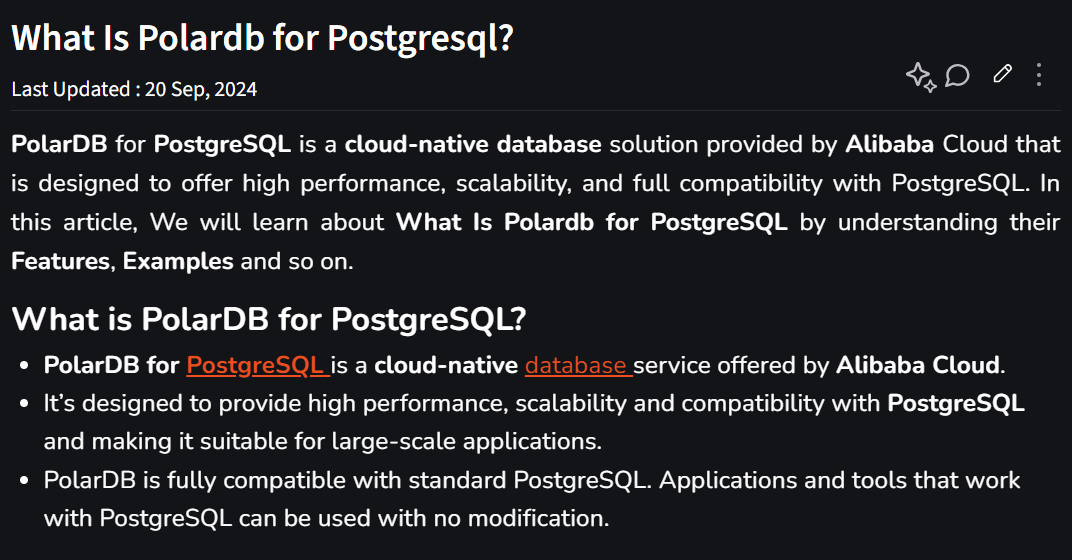 What Is Polardb for Postgresql?
Last Updated : 20 Sep, 2024
PolarDB for PostgreSQL is a cloud-native database solution provided by Alibaba Cloud that
is designed to offer high performance, scalability, and full compatibility with PostgreSQL. In
this article, We will learn about What Is Polardb for PostgreSQL by understanding their
Features, Examples and so on.
What is PolarDB for PostgreSQL?
• PolarDB for PostgreSQL is a cloud-native database service offered by Alibaba Cloud.
• It’s designed to provide high performance, scalability and compatibility with PostgreSQL
and making it suitable for large-scale applications.
• PolarDB is fully compatible with standard PostgreSQL. Applications and tools that work
with PostgreSQL can be used with no modification.